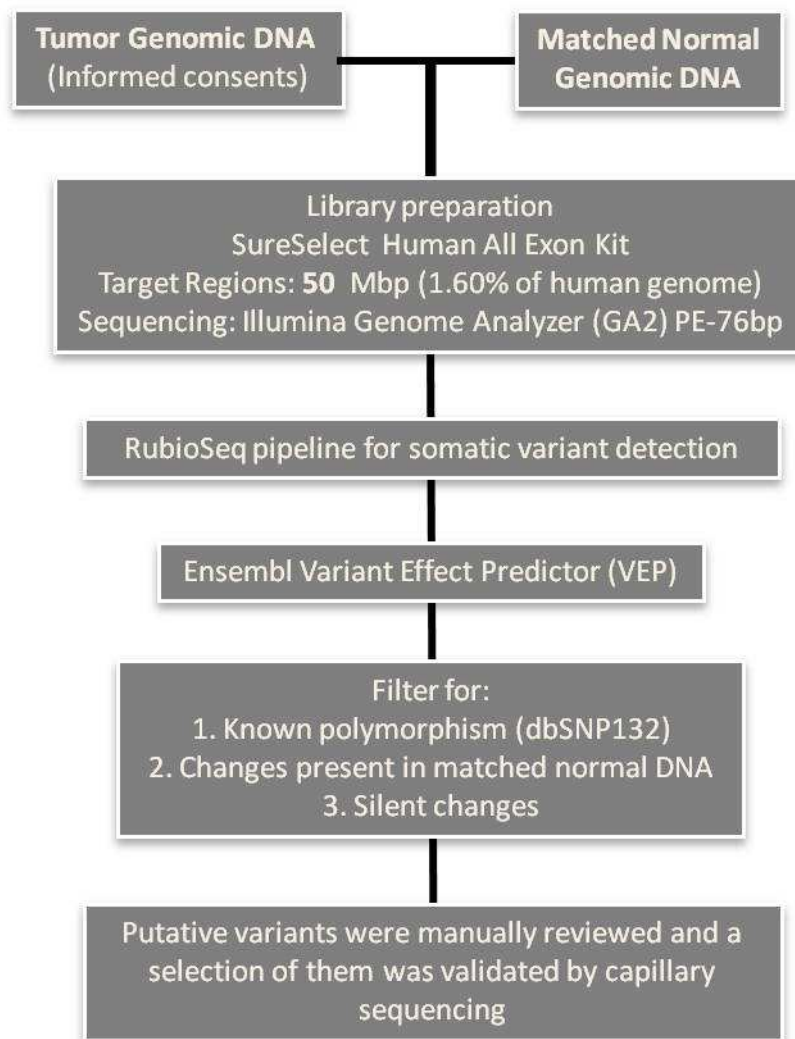 Tumor Genomic DNA
(Informed consents)
Matched Normal
Genomic DNA
Library preparation
SureSelect Human All Exon Kit
Target Regions: 50 Mbp (1.60% of human genome)
Sequencing: Illumina Genome Analyzer (GA2) PE-76bp
RubioSeq pipeline for somatic variant detection
Ensembl Variant Effect Predictor (VEP)
Filter for:
1. Known polymorphism (dbSNP132)
2. Changes present in matched normal DNA
3. Silent changes
Putative variants were manually reviewed and a
selection of them was validated by capillary
sequencing